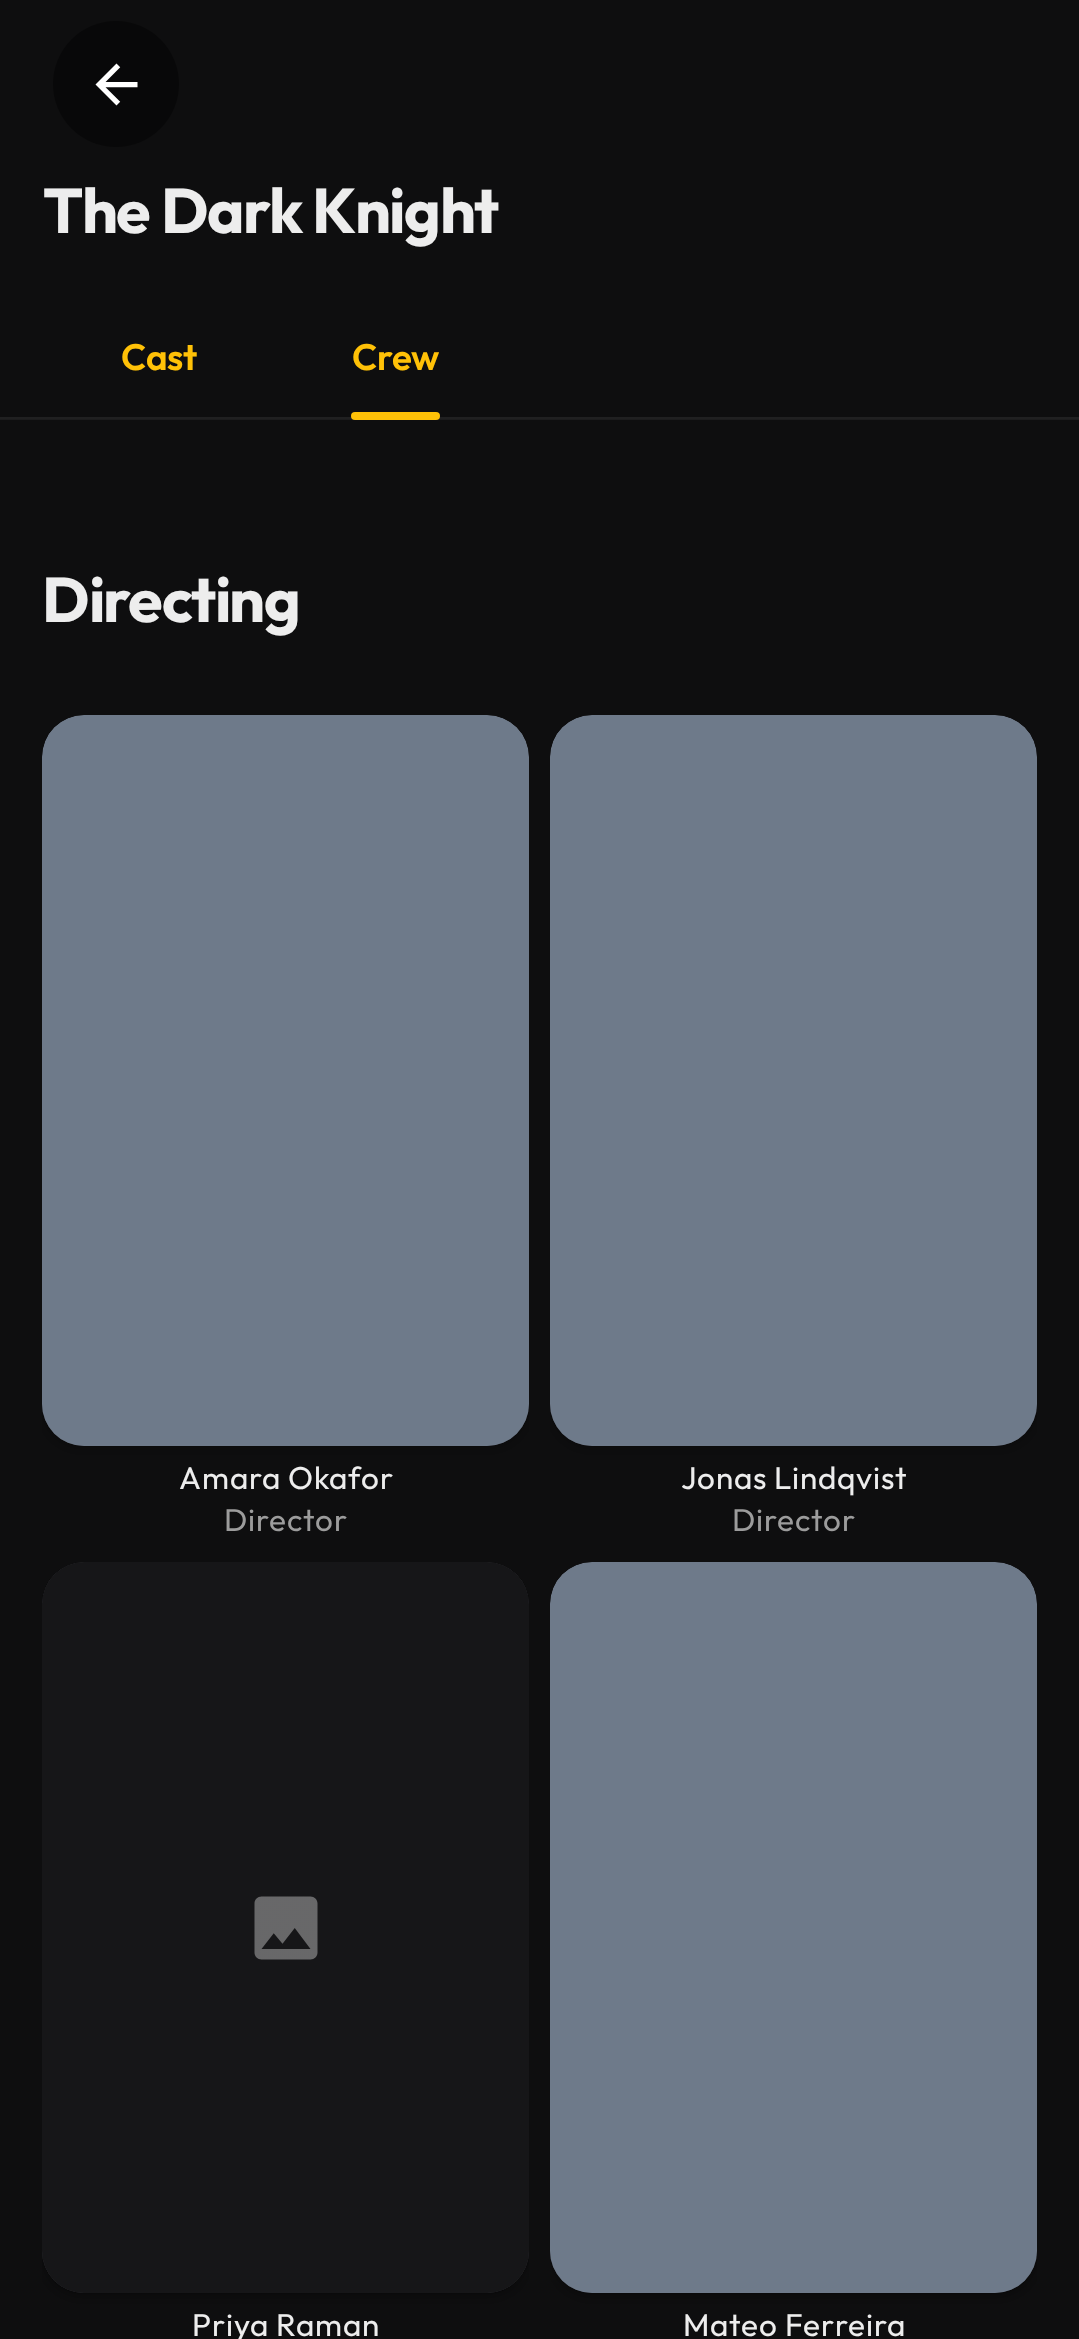 The Dark Knight
Cast
Crew
Directing
Amara Okafor
Director
Jonas Lindqvist
Director
Priya Raman
Mateo Ferreira